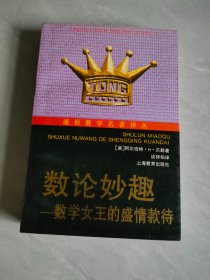 TONG
通俗数学名著译丛
SHULUN MIAOQU
SHUXUE NUWANG DE SHENGQING KUANDAI
[美]阿尔伯特·H·贝勒著
谈祥柏译
上海教育出版社
数论妙趣
——数学女王的盛情款待